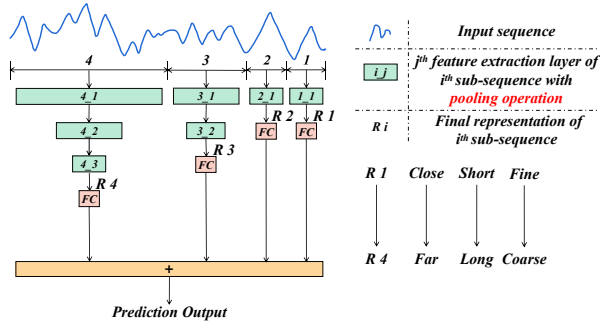 4 3 2 1
4_1 3_1 2_1 1_1
4_2 3_2 FC R 2 FC R 1
4_3 FC R 3
FC R 4
+
Prediction Output
Input sequence
i_j
jth feature extraction layer of
ith sub-sequence with
pooling operation
R i
Final representation of
ith sub-sequence
R 1 Close Short Fine
R 4 Far Long Coarse